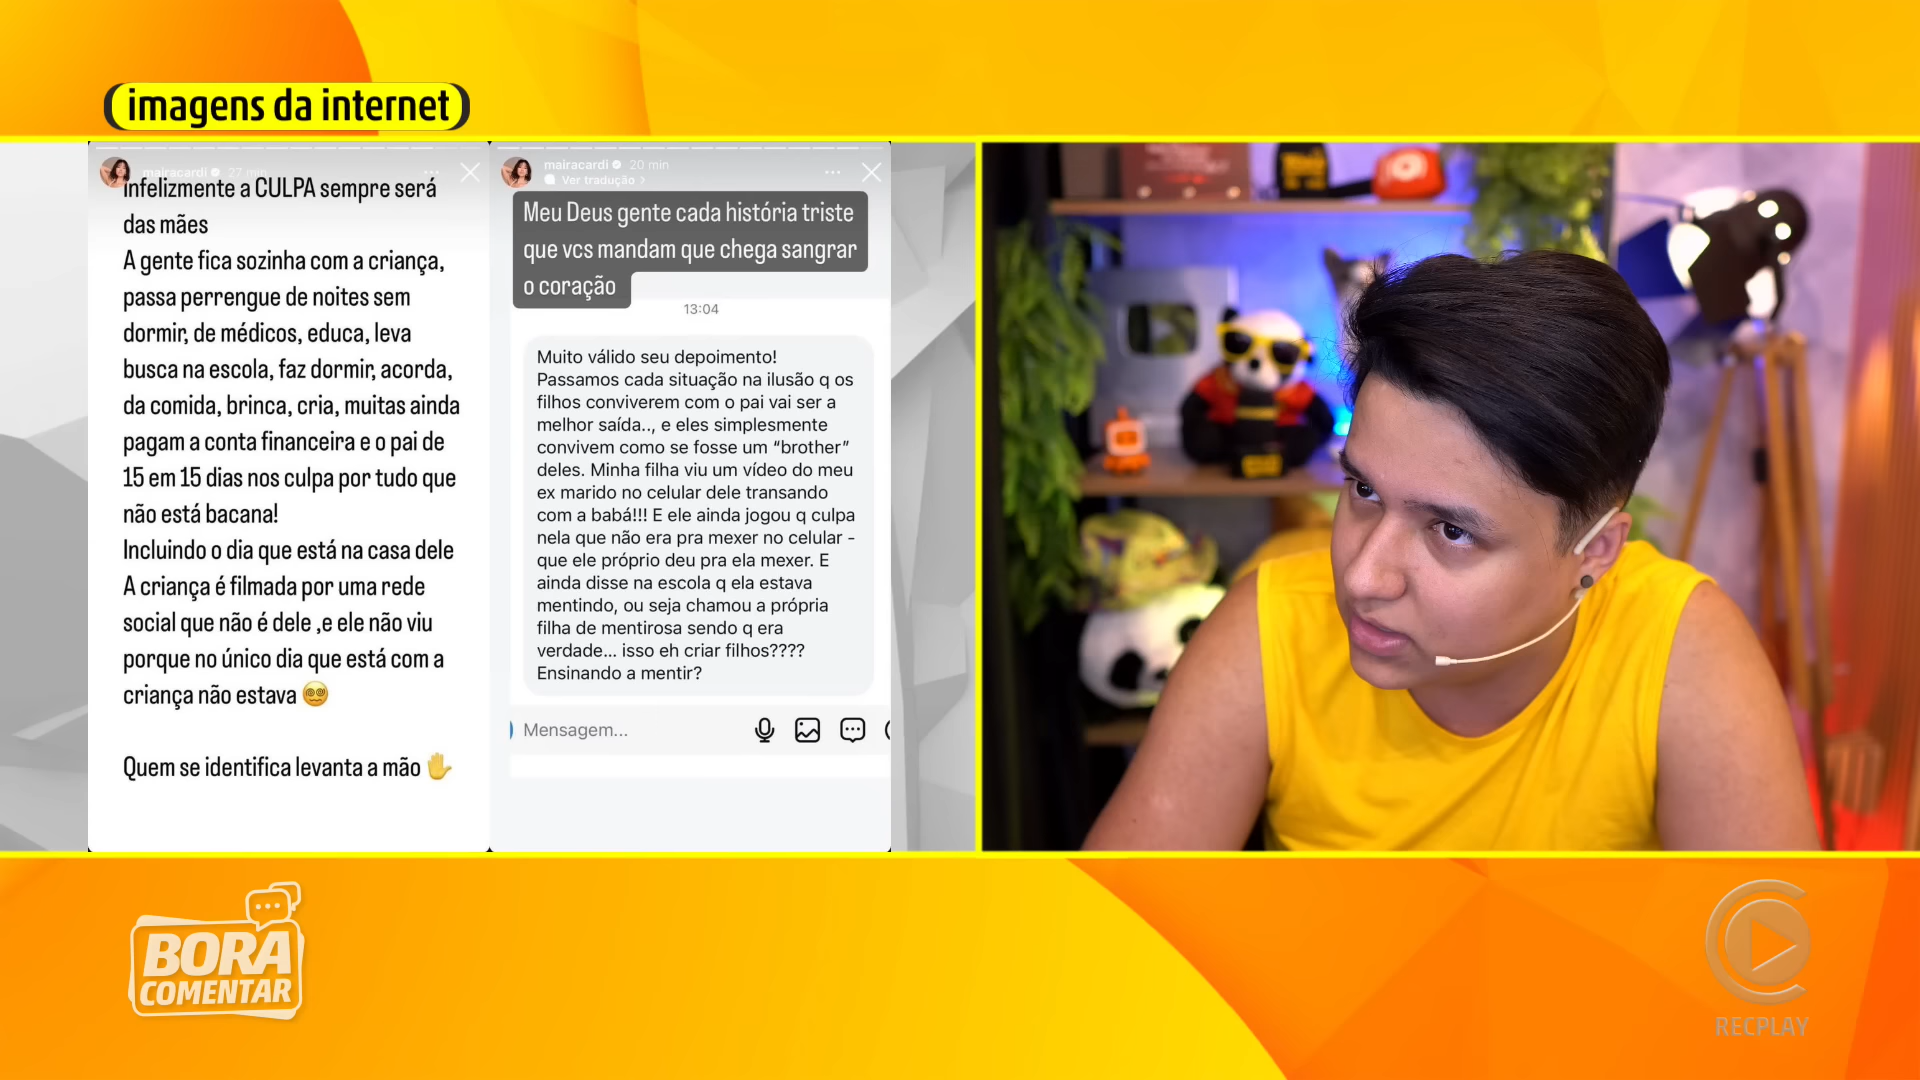 imagens da internet
mairacardi 27 min
infelizmente a CULPA sempre será
das mães
A gente fica sozinha com a criança,
passa perrengue de noites sem
dormir, de médicos, educa, leva
busca na escola, faz dormir, acorda,
da comida, brinca, cria, muitas ainda
pagam a conta financeira e o pai de
15 em 15 dias nos culpa por tudo que
não está bacana!
Incluindo o dia que está na casa dele
A criança é filmada por uma rede
social que não é dele ,e ele não viu
porque no único dia que está com a
criança não estava 😵‍💫
Quem se identifica levanta a mão ✋
mairacardi 20 min
Ver tradução >
Meu Deus gente cada história triste
que vcs mandam que chega sangrar
o coração
13:04
Muito válido seu depoimento!
Passamos cada situação na ilusão q os
filhos conviverem com o pai vai ser a
melhor saída.., e eles simplesmente
convivem como se fosse um “brother”
deles. Minha filha viu um vídeo do meu
ex marido no celular dele transando
com a babá!!! E ele ainda jogou q culpa
nela que não era pra mexer no celular -
que ele próprio deu pra ela mexer. E
ainda disse na escola q ela estava
mentindo, ou seja chamou a própria
filha de mentirosa sendo q era
verdade... isso eh criar filhos????
Ensinando a mentir?
Mensagem...
BORA
COMENTAR
RECPLAY